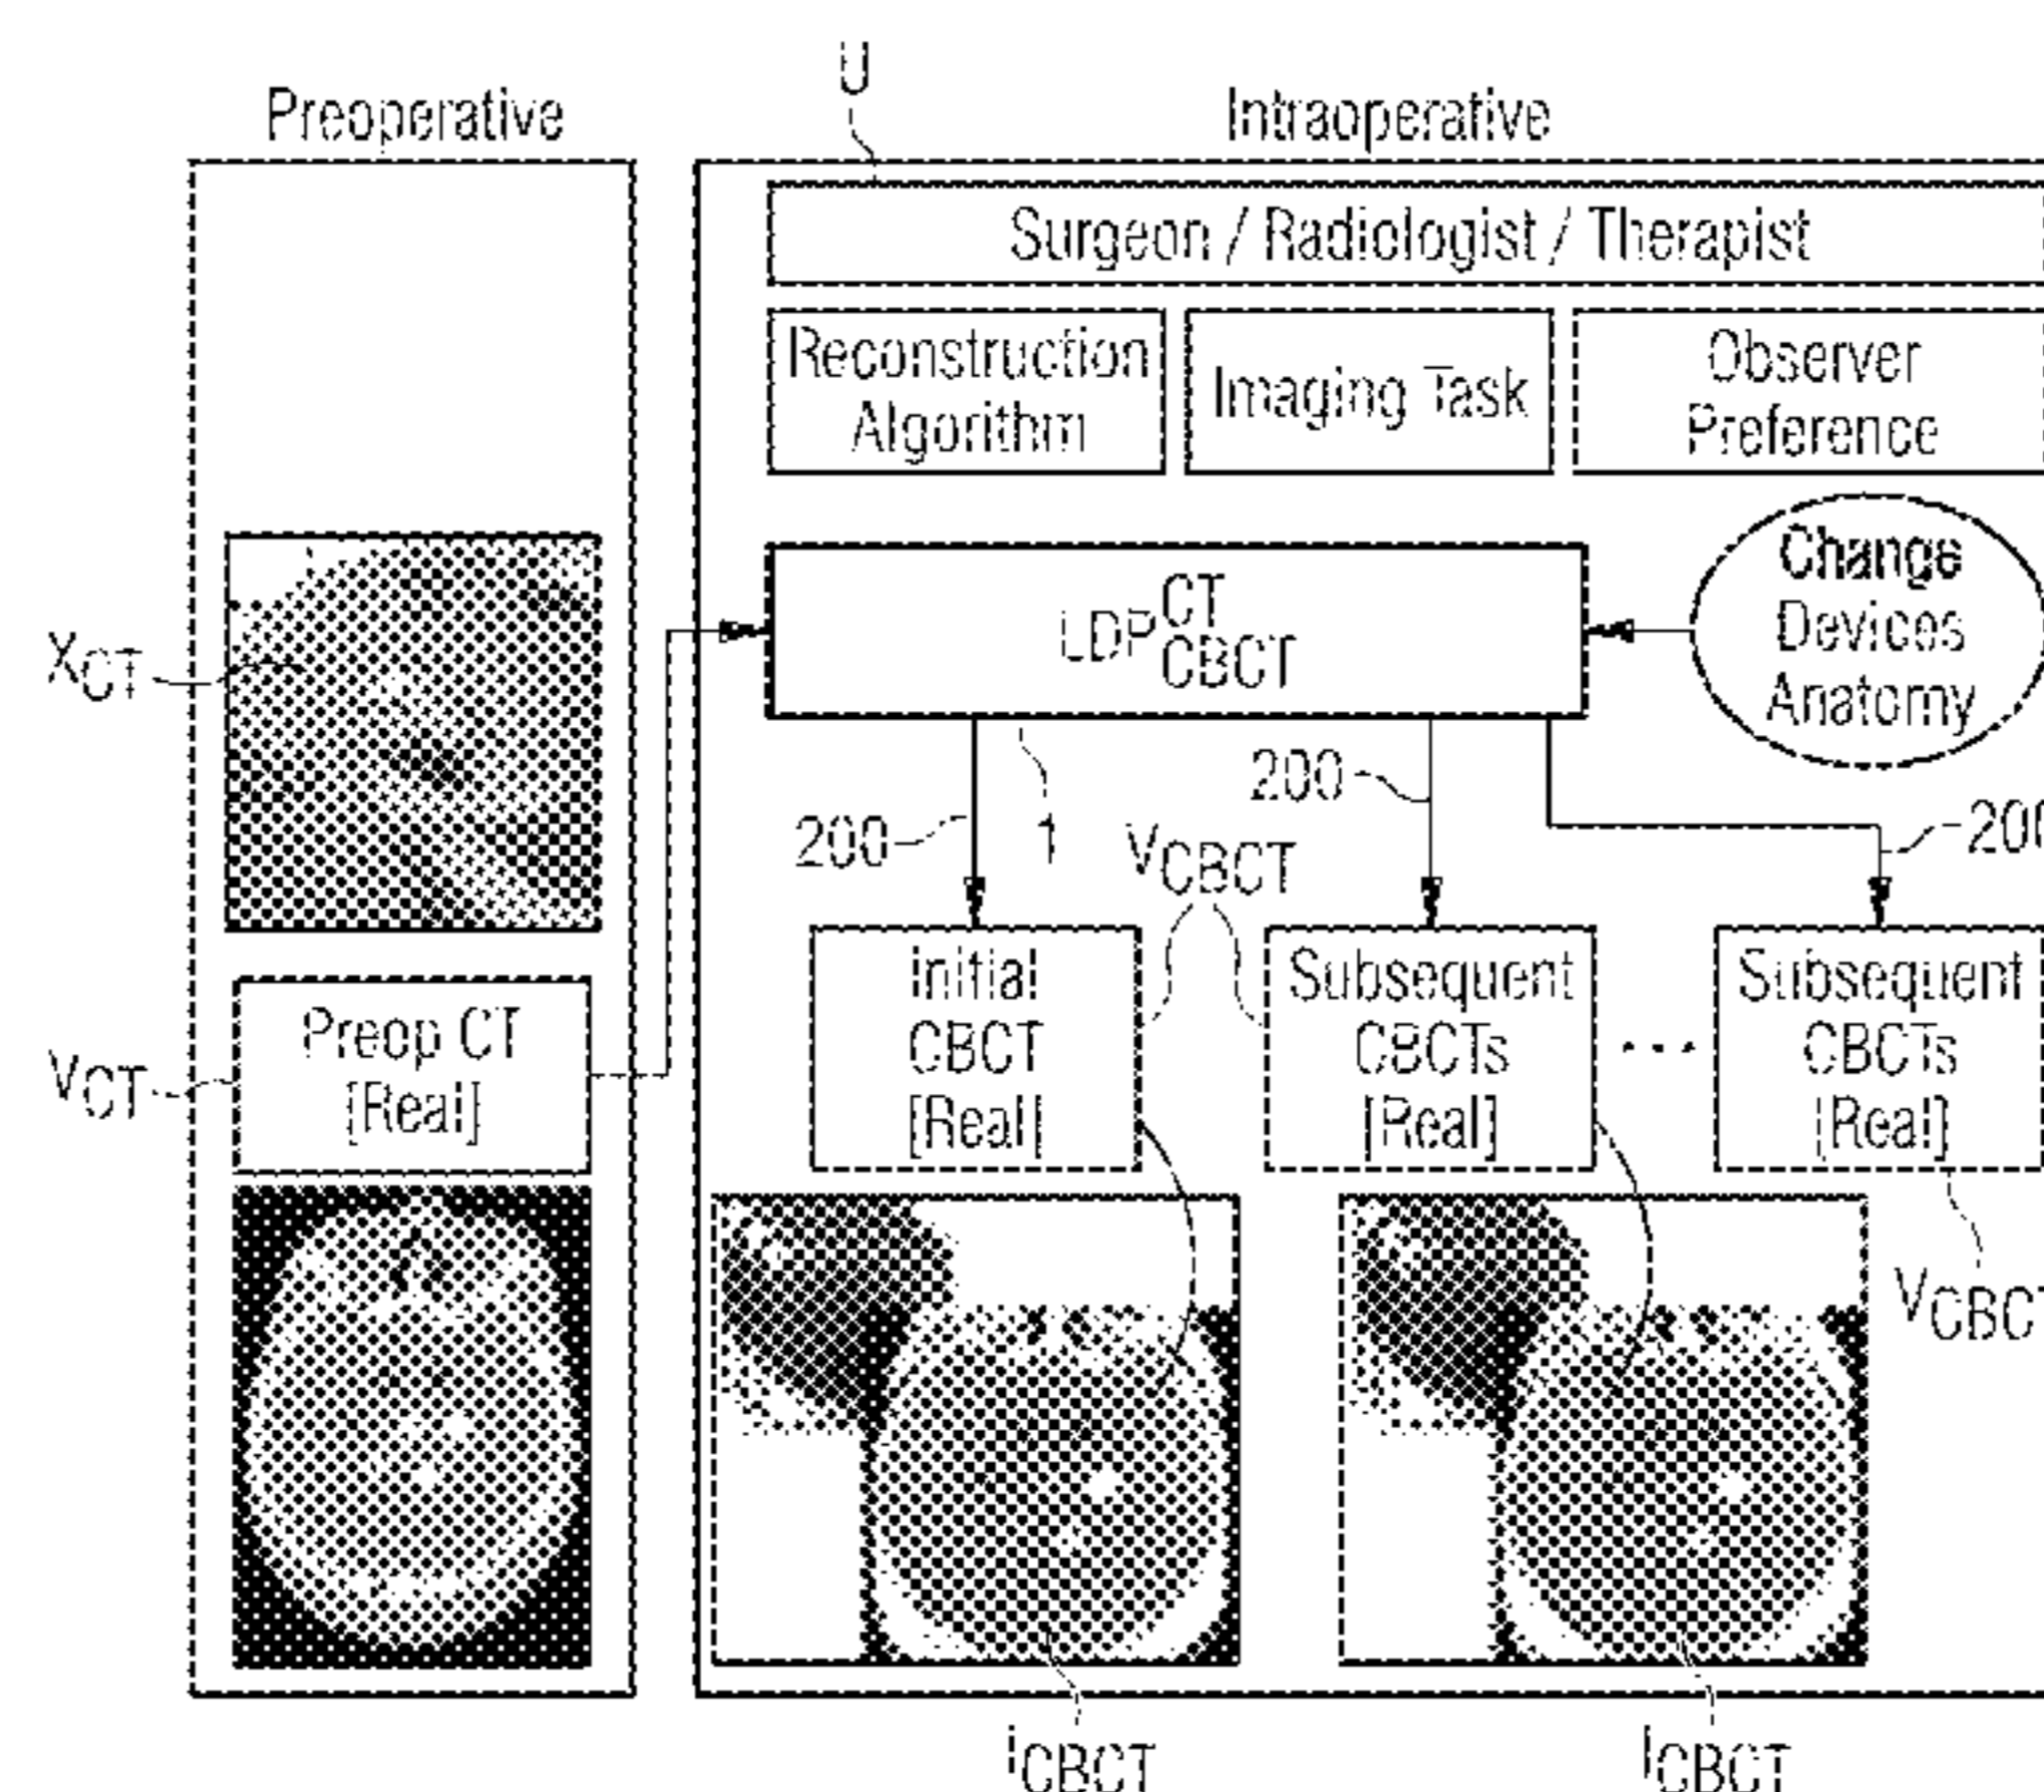 U
Preoperative
Intraoperative
Surgeon / Radiologist / Therapist
Reconstruction
Algorithm
Imaging Task
Observer
Preference
Change
Devices
Anatomy
LDP CT CBCT
XCT
200
1
200
200
VCBCT
Preop CT
[Real]
VCT
Initial
CBCT
[Real]
Subsequent
CBCTs
[Real]
...
Subsequent
CBCTs
[Real]
VCBCT
ICBCT
ICBCT